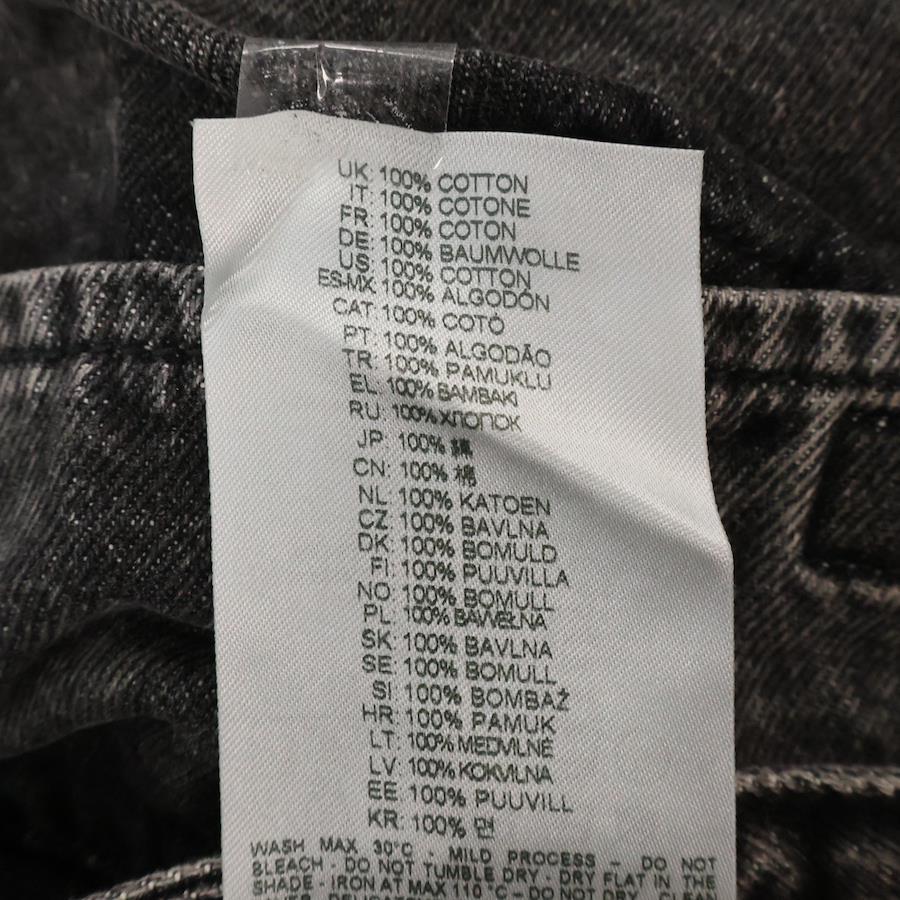 UK: 100% COTTON
IT: 100% COTONE
FR: 100% COTON
DE: 100% BAUMWOLLE
US: 100% COTTON
ES-MX: 100% ALGODÓN
CAT: 100% COTÓ
PT: 100% ALGODÃO
TR: 100% PAMUKLU
EL: 100% BAMBAKI
RU: 100% ХЛОПОК
JP: 100% 綿
CN: 100% 棉
NL: 100% KATOEN
CZ: 100% BAVLNA
DK: 100% BOMULD
FI: 100% PUUVILLA
NO: 100% BOMULL
PL: 100% BAWEŁNA
SK: 100% BAVLNA
SE: 100% BOMULL
SI: 100% BOMBAŽ
HR: 100% PAMUK
LT: 100% MEDVILNĖ
LV: 100% KOKVILNA
EE: 100% PUUVILL
KR: 100% 면
WASH MAX 30°C - MILD PROCESS - DO NOT
BLEACH - DO NOT TUMBLE DRY - DRY FLAT IN THE
SHADE - IRON AT MAX 110°C - DO NOT DRY CLEAN